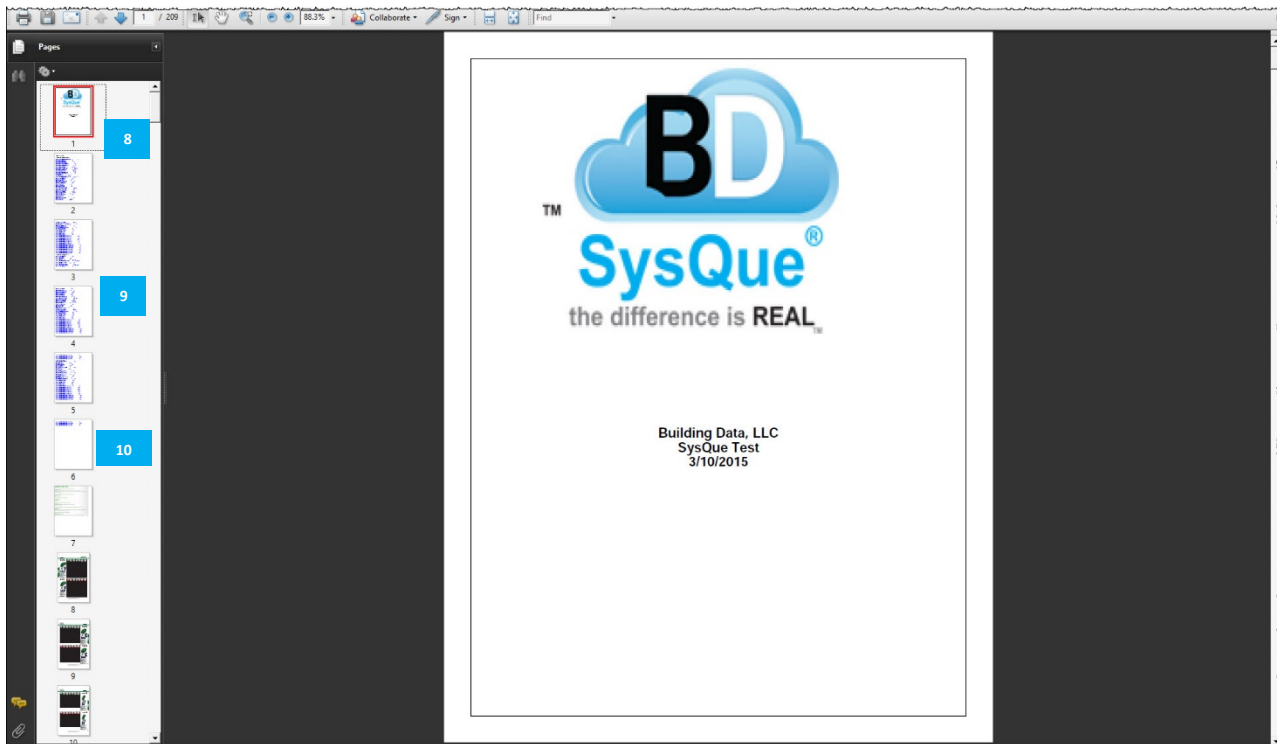 1 / 209 88.3% Collaborate Sign Find
Pages
1
8
2
3
9
4
5
10
6
7
8
9
10
BD
TM
SysQue®
the difference is REAL TM
Building Data, LLC
SysQue Test
3/10/2015